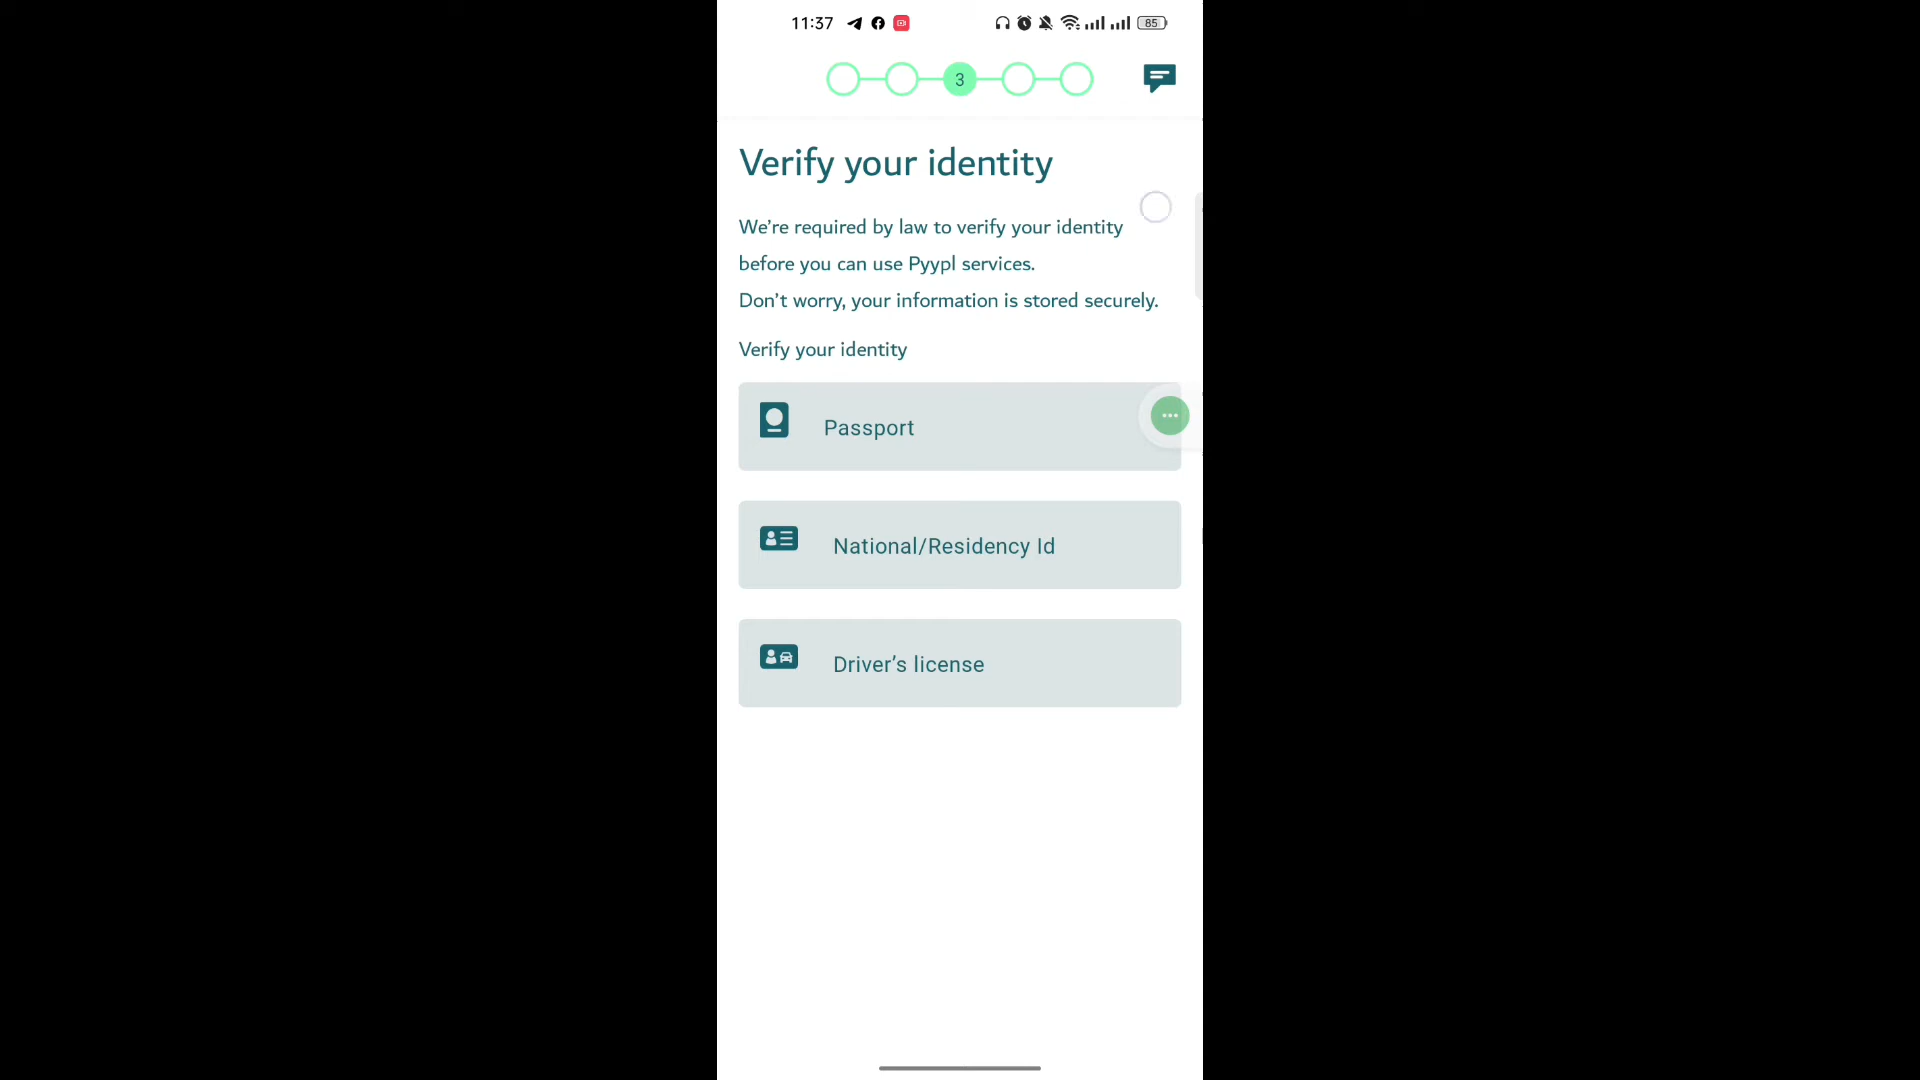 11:37
85
3
Verify your identity
We're required by law to verify your identity
before you can use Pyypl services.
Don't worry, your information is stored securely.
Verify your identity
Passport
National/Residency Id
Driver's license